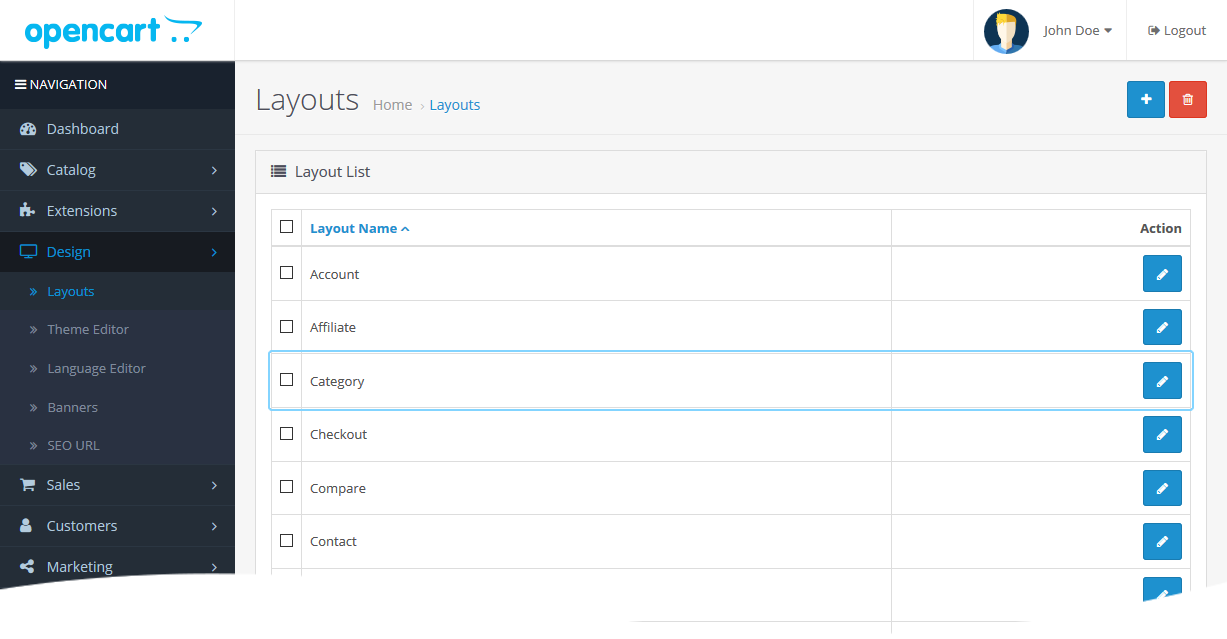 opencart
John Doe
Logout
NAVIGATION
Dashboard
Catalog
Extensions
Design
Layouts
Theme Editor
Language Editor
Banners
SEO URL
Sales
Customers
Marketing
Layouts
Home › Layouts
Layout List
Layout Name
Action
Account
Affiliate
Category
Checkout
Compare
Contact